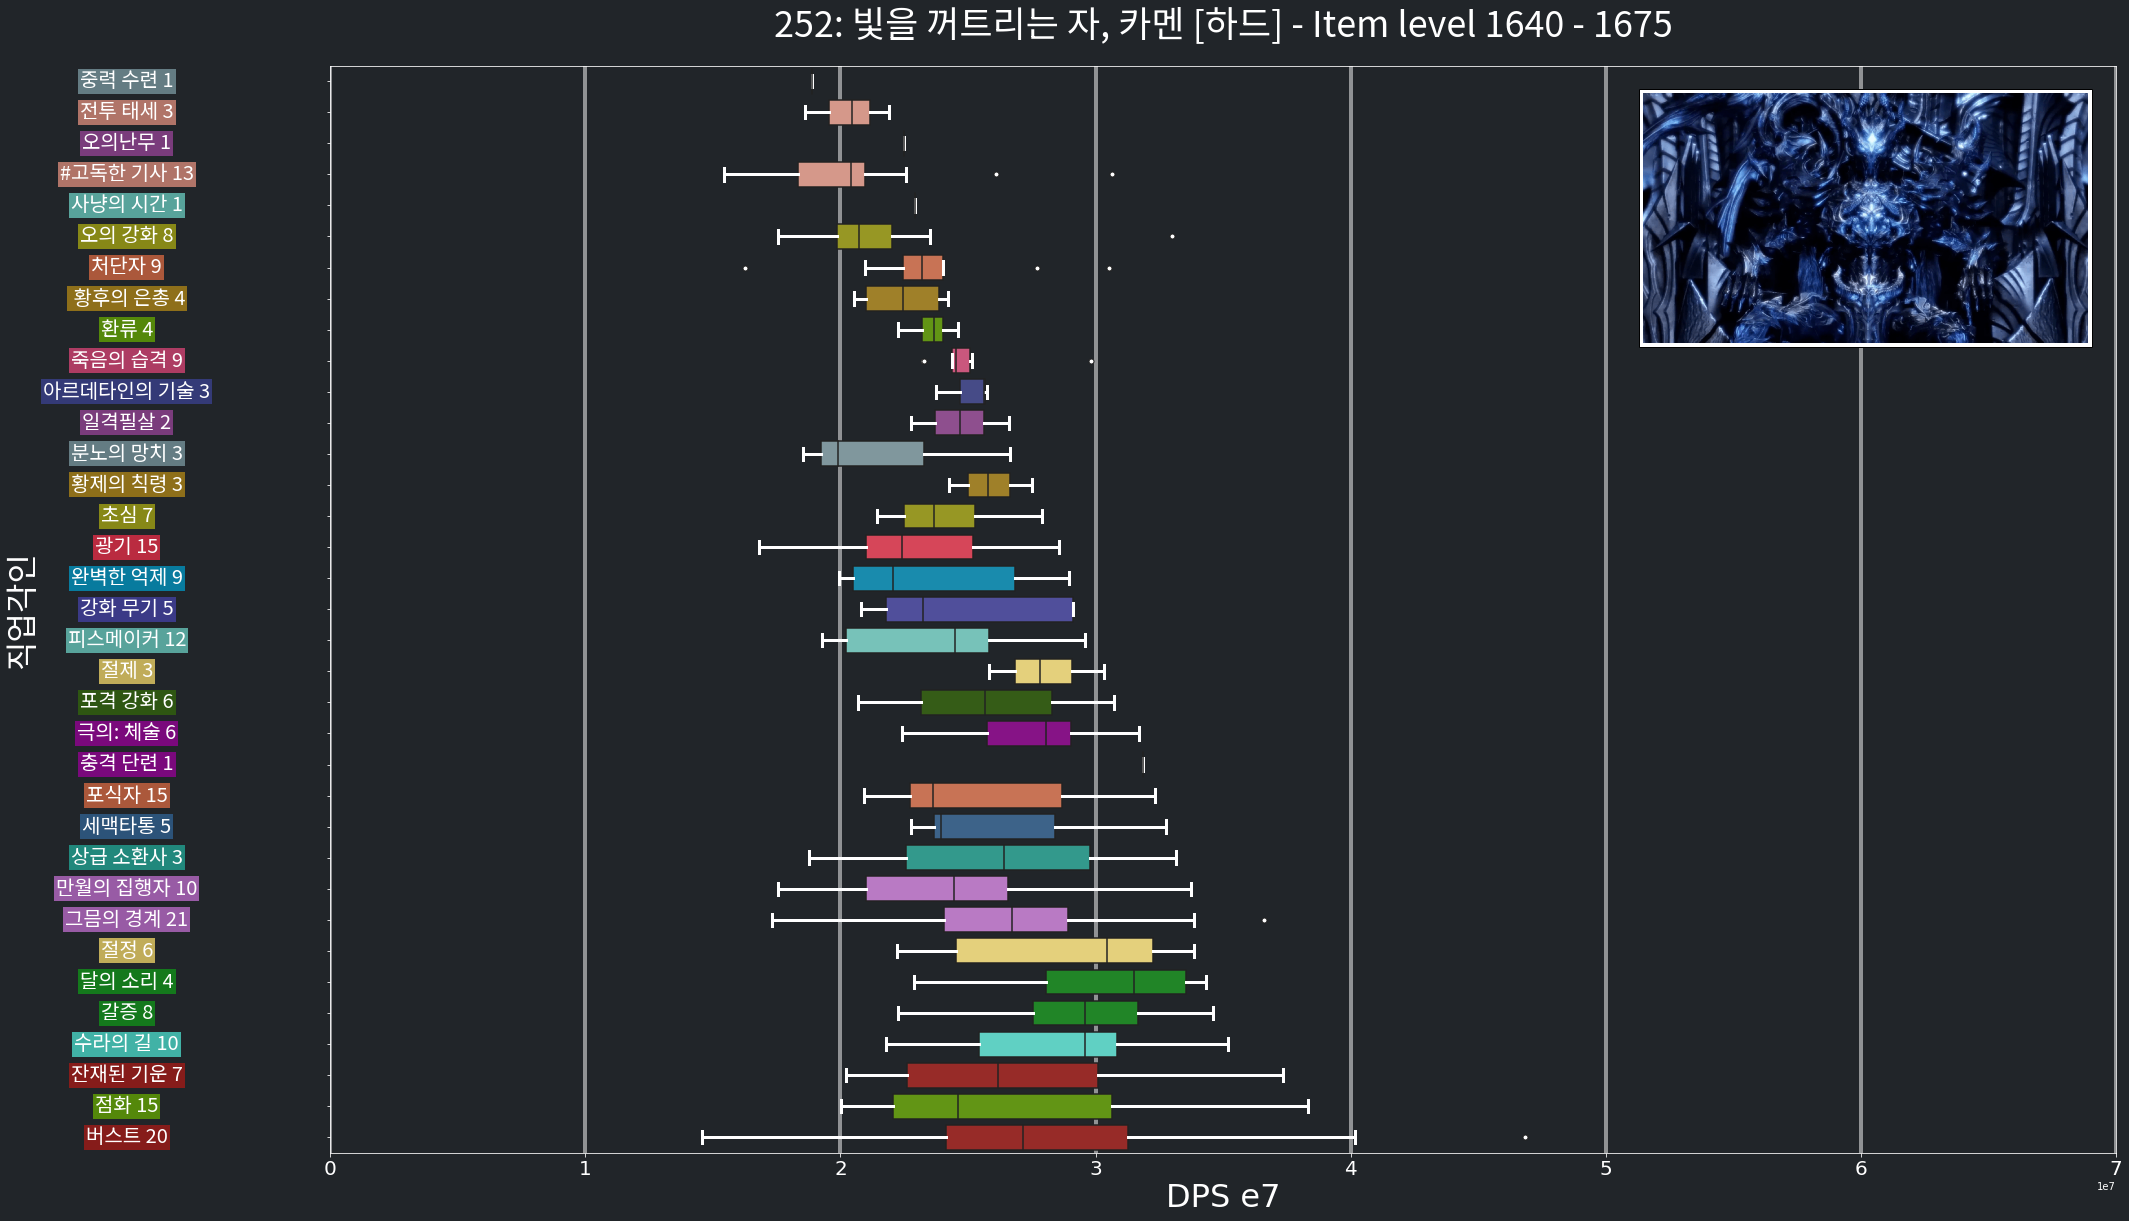 252: 빛을 꺼트리는 자, 카멘 [하드] - Item level 1640 - 1675
직업각인
중력 수련 1
전투 태세 3
오의난무 1
#고독한 기사 13
사냥의 시간 1
오의 강화 8
처단자 9
황후의 은총 4
환류 4
죽음의 습격 9
아르데타인의 기술 3
일격필살 2
분노의 망치 3
황제의 칙령 3
초심 7
광기 15
완벽한 억제 9
강화 무기 5
피스메이커 12
절제 3
포격 강화 6
극의: 체술 6
충격 단련 1
포식자 15
세맥타통 5
상급 소환사 3
만월의 집행자 10
그믐의 경계 21
절정 6
달의 소리 4
갈증 8
수라의 길 10
잔재된 기운 7
점화 15
버스트 20
0 1 2 3 4 5 6 7
1e7
DPS e7